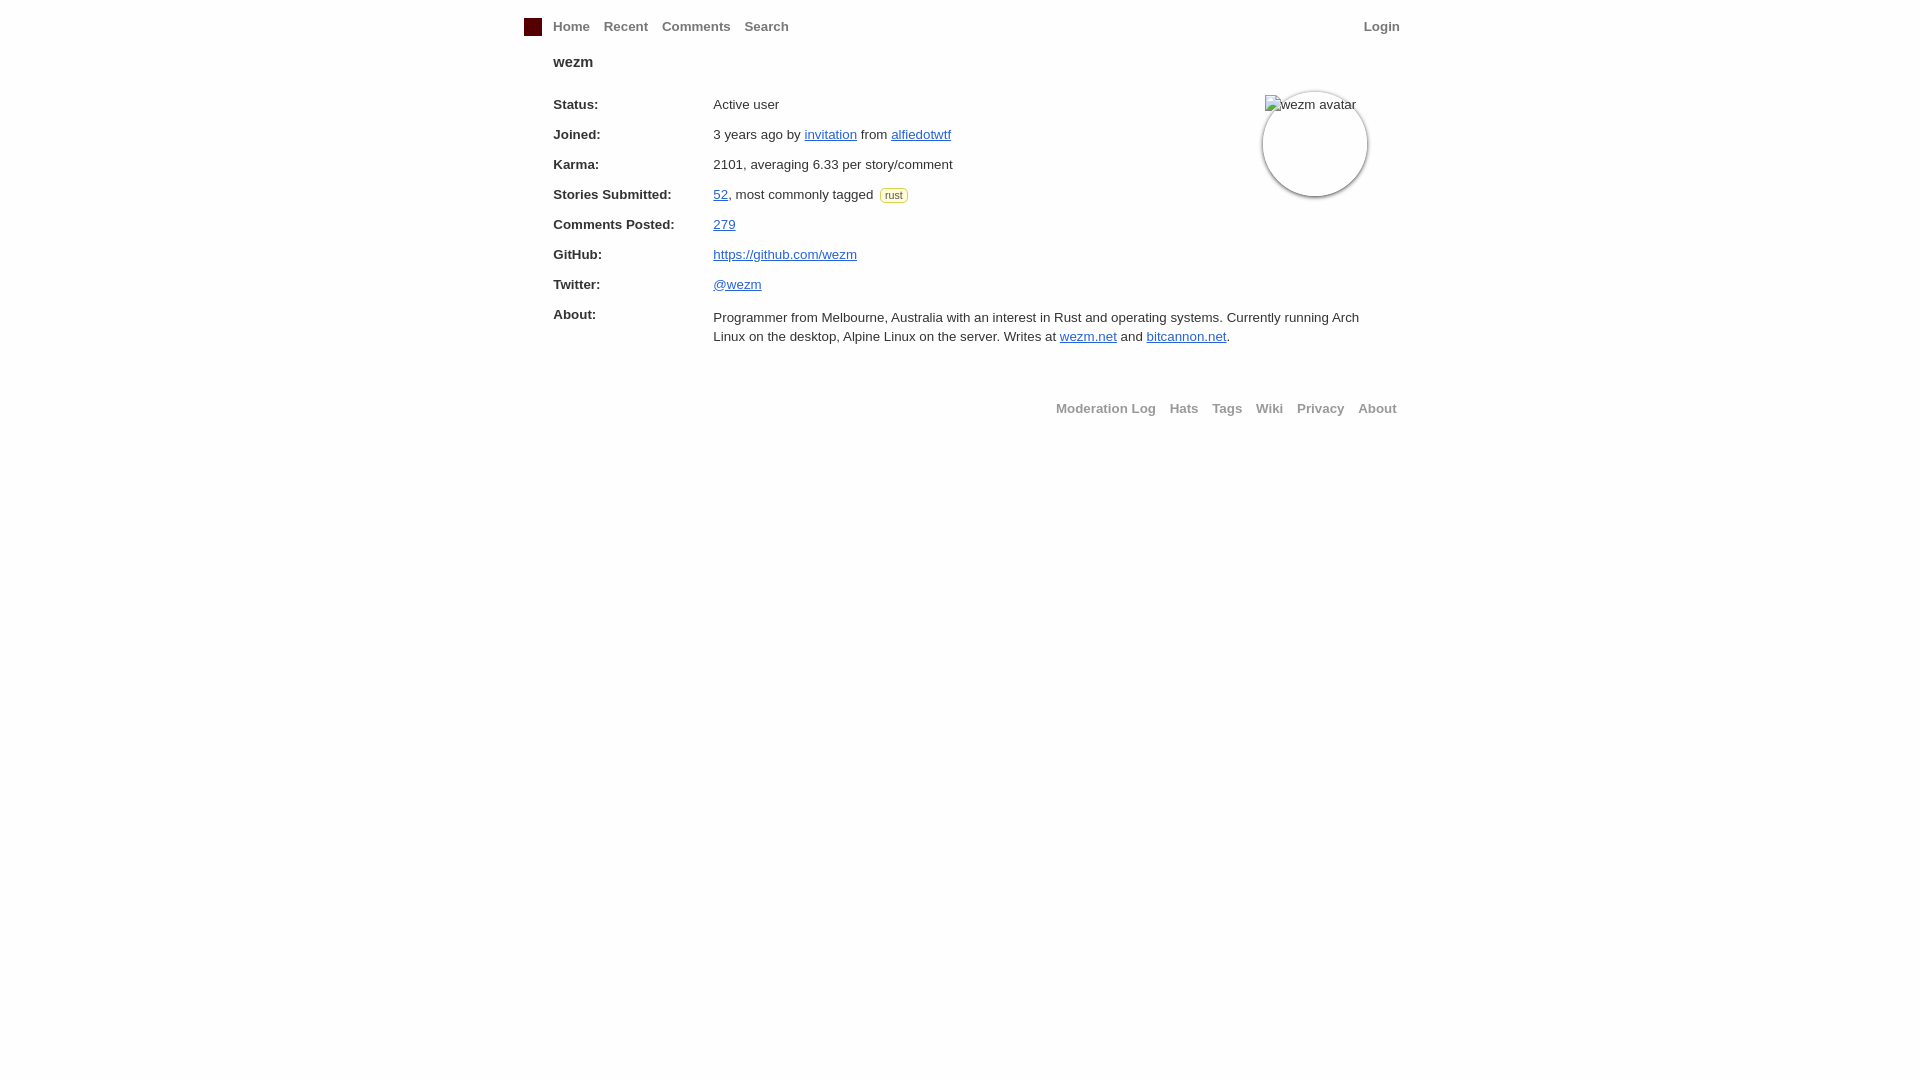 Home Recent Comments Search Login
wezm
Status: Active user
wezm avatar
Joined: 3 years ago by invitation from alfiedotwtf
Karma: 2101, averaging 6.33 per story/comment
Stories Submitted: 52, most commonly tagged rust
Comments Posted: 279
GitHub: https://github.com/wezm
Twitter: @wezm
About: Programmer from Melbourne, Australia with an interest in Rust and operating systems. Currently running Arch
Linux on the desktop, Alpine Linux on the server. Writes at wezm.net and bitcannon.net.
Moderation Log Hats Tags Wiki Privacy About